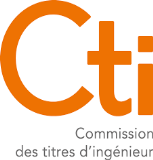 Cti
Commission
des titres d'ingénieur